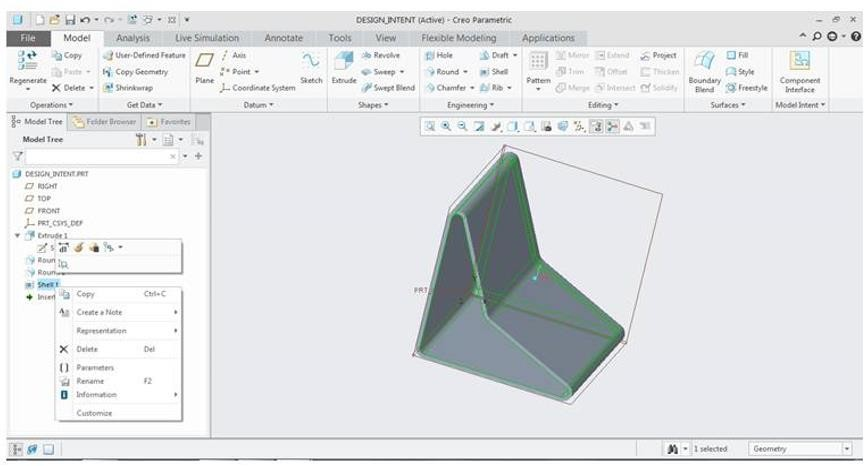 DESIGN_INTENT (Active) - Creo Parametric
File Model Analysis Live Simulation Annotate Tools View Flexible Modeling Applications
Copy User-Defined Feature Axis Revolve Hole Draft Mirror Extend Project Fill
Paste Copy Geometry Point Sweep Round Shell Trim Offset Thicken Style
Regenerate Delete Shrinkwrap Plane Coordinate System Sketch Extrude Swept Blend Chamfer Rib Pattern Merge Intersect Solidify Boundary Blend Freestyle Component Interface
Operations Get Data Datum Shapes Engineering Editing Surfaces Model Intent
Model Tree Folder Browser Favorites
Model Tree
DESIGN_INTENT.PRT
RIGHT
TOP
FRONT
PRT_CSYS_DEF
Extrude 1
S
Roun
Roun
Shell 1
Insert
Copy Ctrl+C
Create a Note
Representation
Delete Del
Parameters
Rename F2
Information
Customize
PRT
1 selected Geometry